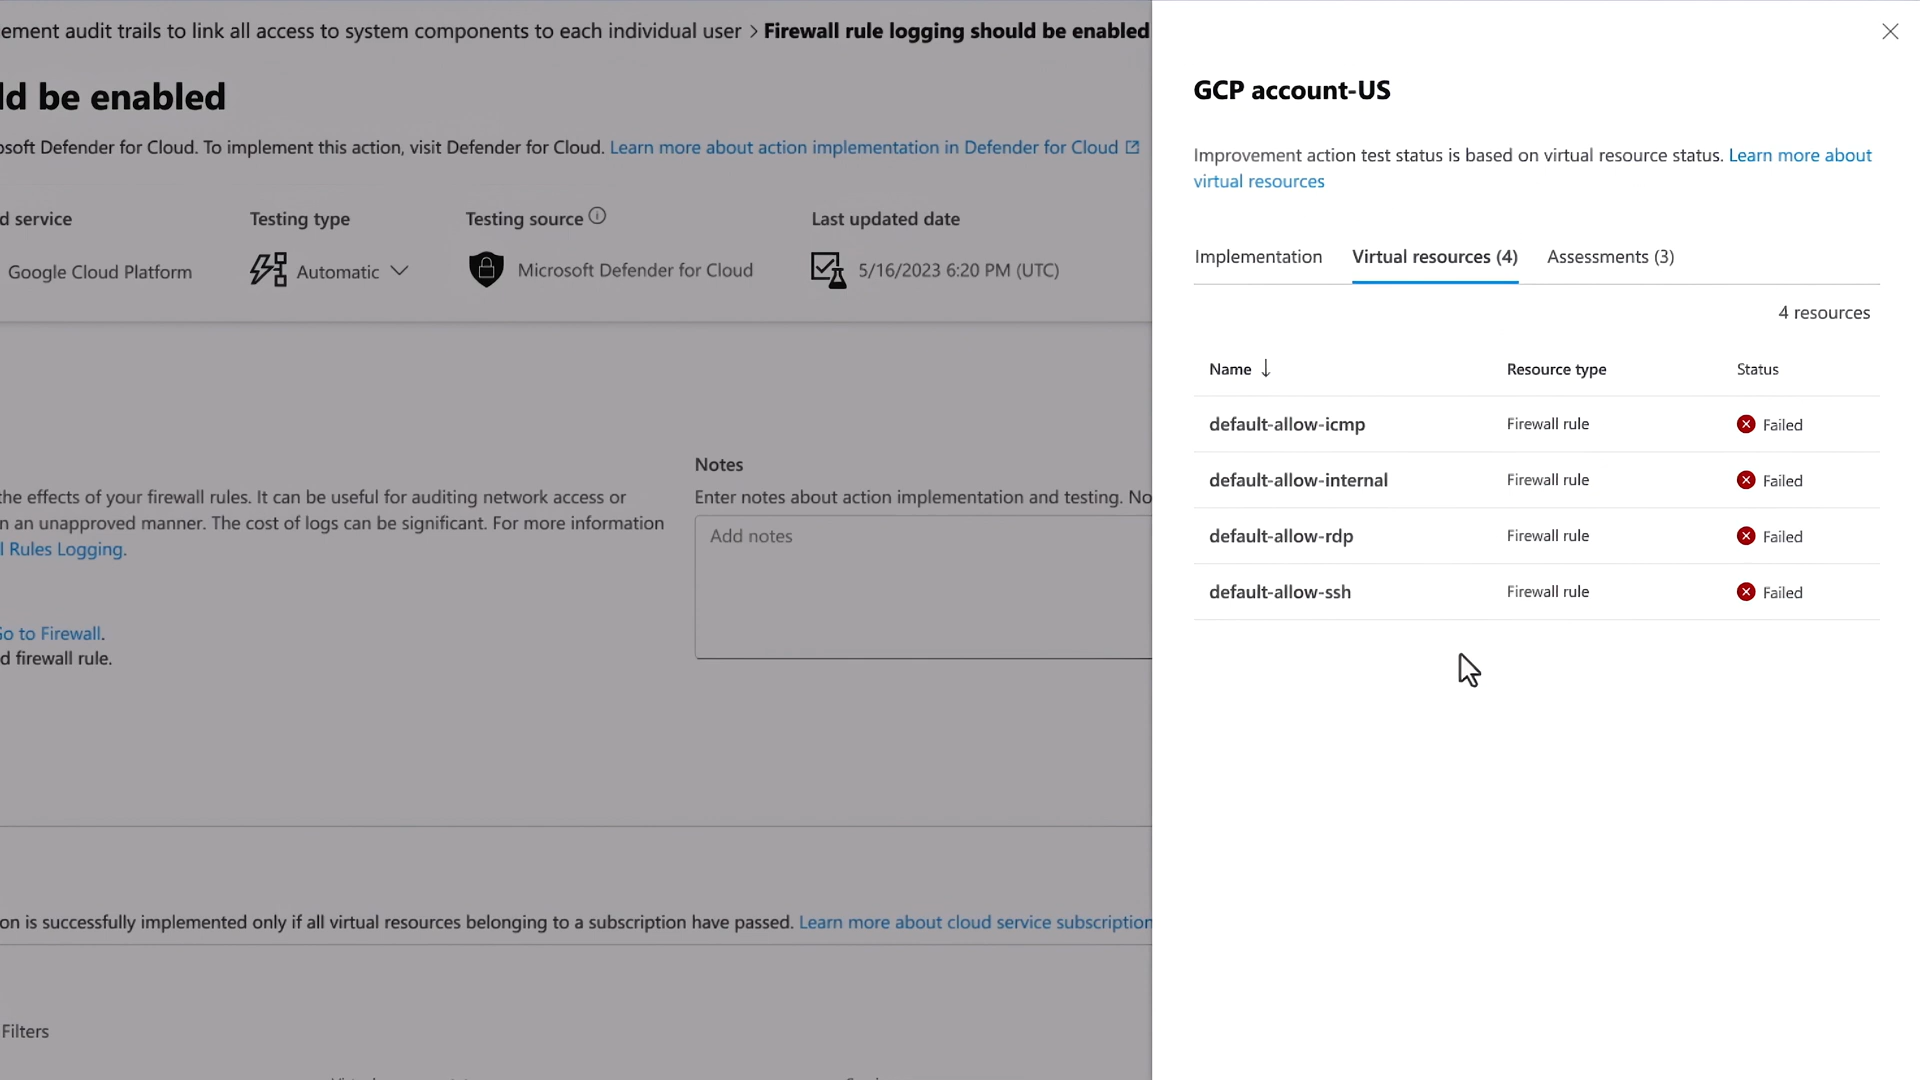 ement audit trails to link all access to system components to each individual user > Firewall rule logging should be enabled
ld be enabled
osoft Defender for Cloud. To implement this action, visit Defender for Cloud. Learn more about action implementation in Defender for Cloud
d service
Testing type
Testing source
Last updated date
Google Cloud Platform
Automatic
Microsoft Defender for Cloud
5/16/2023 6:20 PM (UTC)
the effects of your firewall rules. It can be useful for auditing network access or
n an unapproved manner. The cost of logs can be significant. For more information
l Rules Logging.
Go to Firewall.
d firewall rule.
Notes
Enter notes about action implementation and testing. No
Add notes
on is successfully implemented only if all virtual resources belonging to a subscription have passed. Learn more about cloud service subscription
Filters
GCP account-US
Improvement action test status is based on virtual resource status. Learn more about
virtual resources
Implementation
Virtual resources (4)
Assessments (3)
4 resources
Name ↓
Resource type
Status
default-allow-icmp
Firewall rule
Failed
default-allow-internal
Firewall rule
Failed
default-allow-rdp
Firewall rule
Failed
default-allow-ssh
Firewall rule
Failed